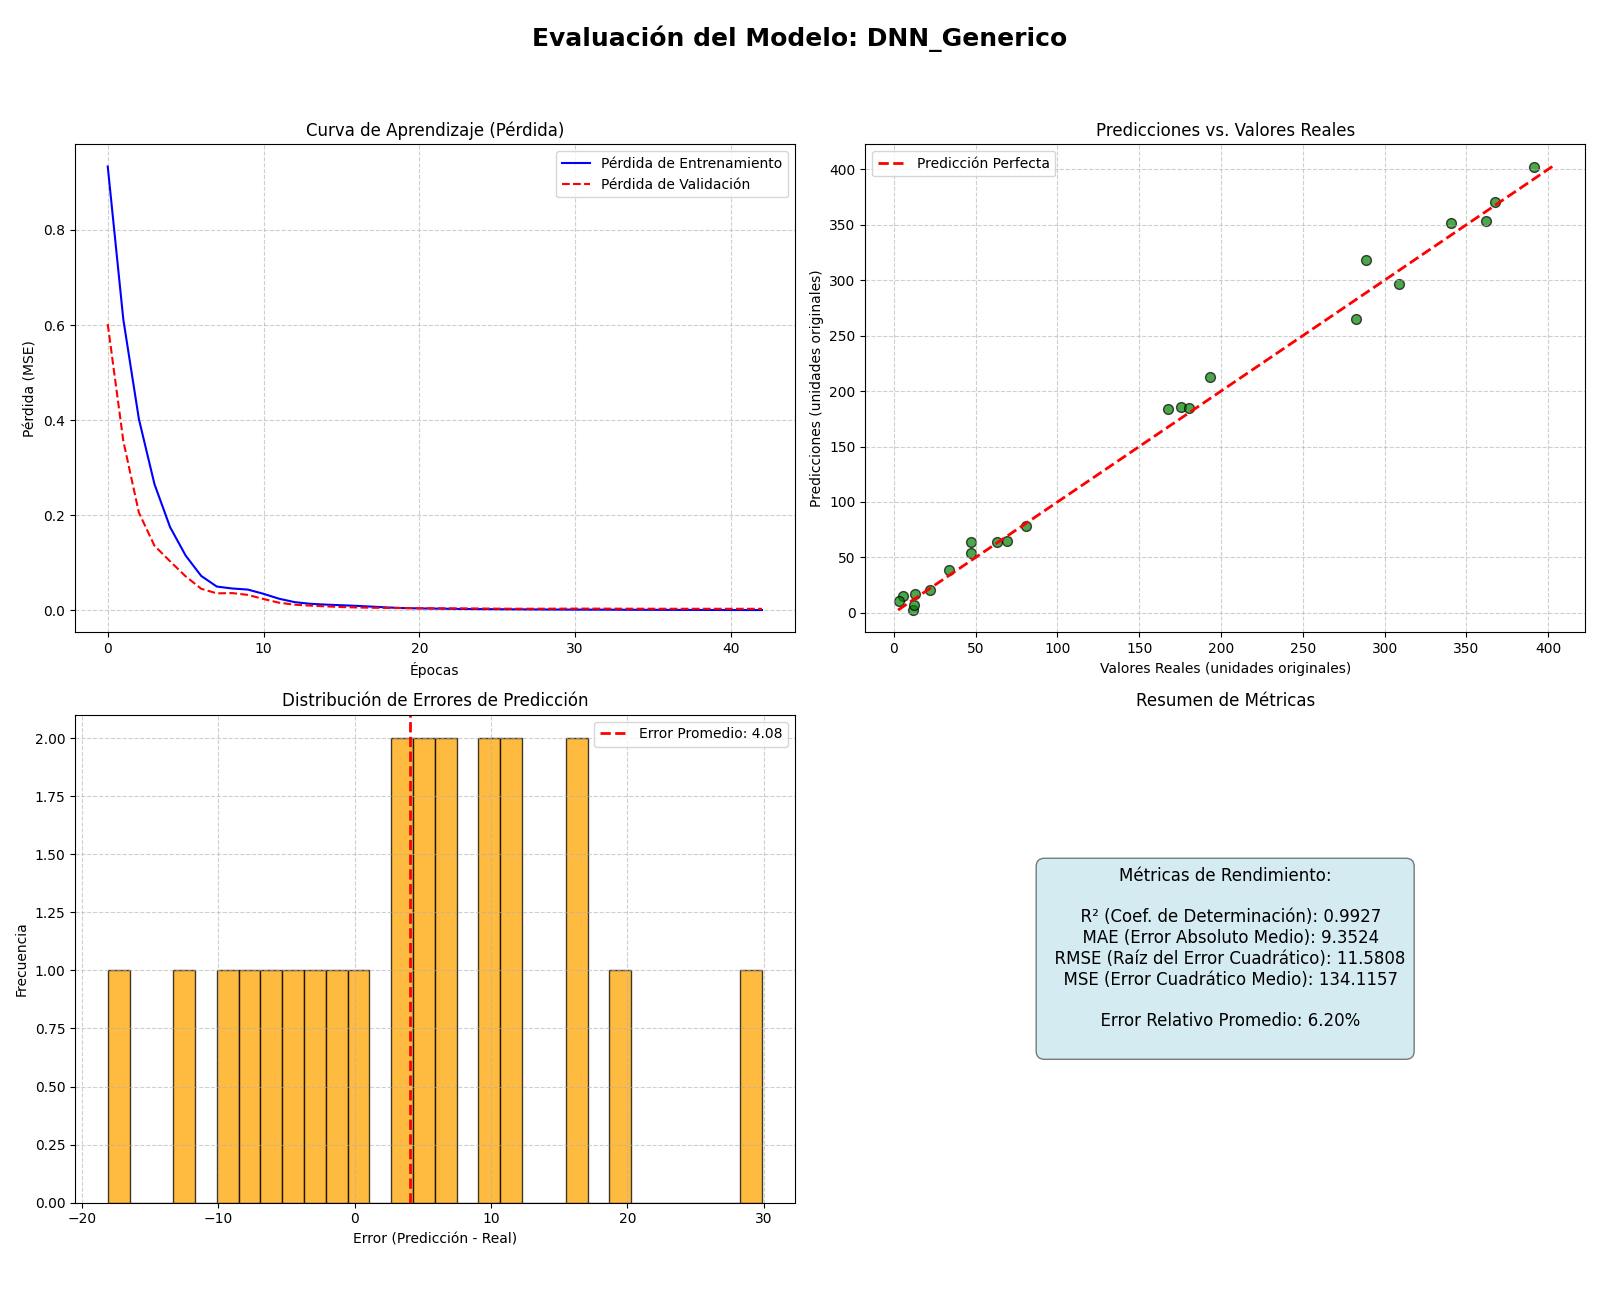 Evaluación del Modelo: DNN_Generico
Curva de Aprendizaje (Pérdida)
Pérdida de Entrenamiento
Pérdida de Validación
0.8
0.6
0.4
0.2
0.0
Pérdida (MSE)
0 10 20 30 40
Épocas
Predicciones vs. Valores Reales
Predicción Perfecta
400
350
300
250
200
150
100
50
0
Predicciones (unidades originales)
0 50 100 150 200 250 300 350 400
Valores Reales (unidades originales)
Distribución de Errores de Predicción
Error Promedio: 4.08
2.00
1.75
1.50
1.25
1.00
0.75
0.50
0.25
0.00
Frecuencia
−20 −10 0 10 20 30
Error (Predicción - Real)
Resumen de Métricas
Métricas de Rendimiento:
R² (Coef. de Determinación): 0.9927
MAE (Error Absoluto Medio): 9.3524
RMSE (Raíz del Error Cuadrático): 11.5808
MSE (Error Cuadrático Medio): 134.1157
Error Relativo Promedio: 6.20%